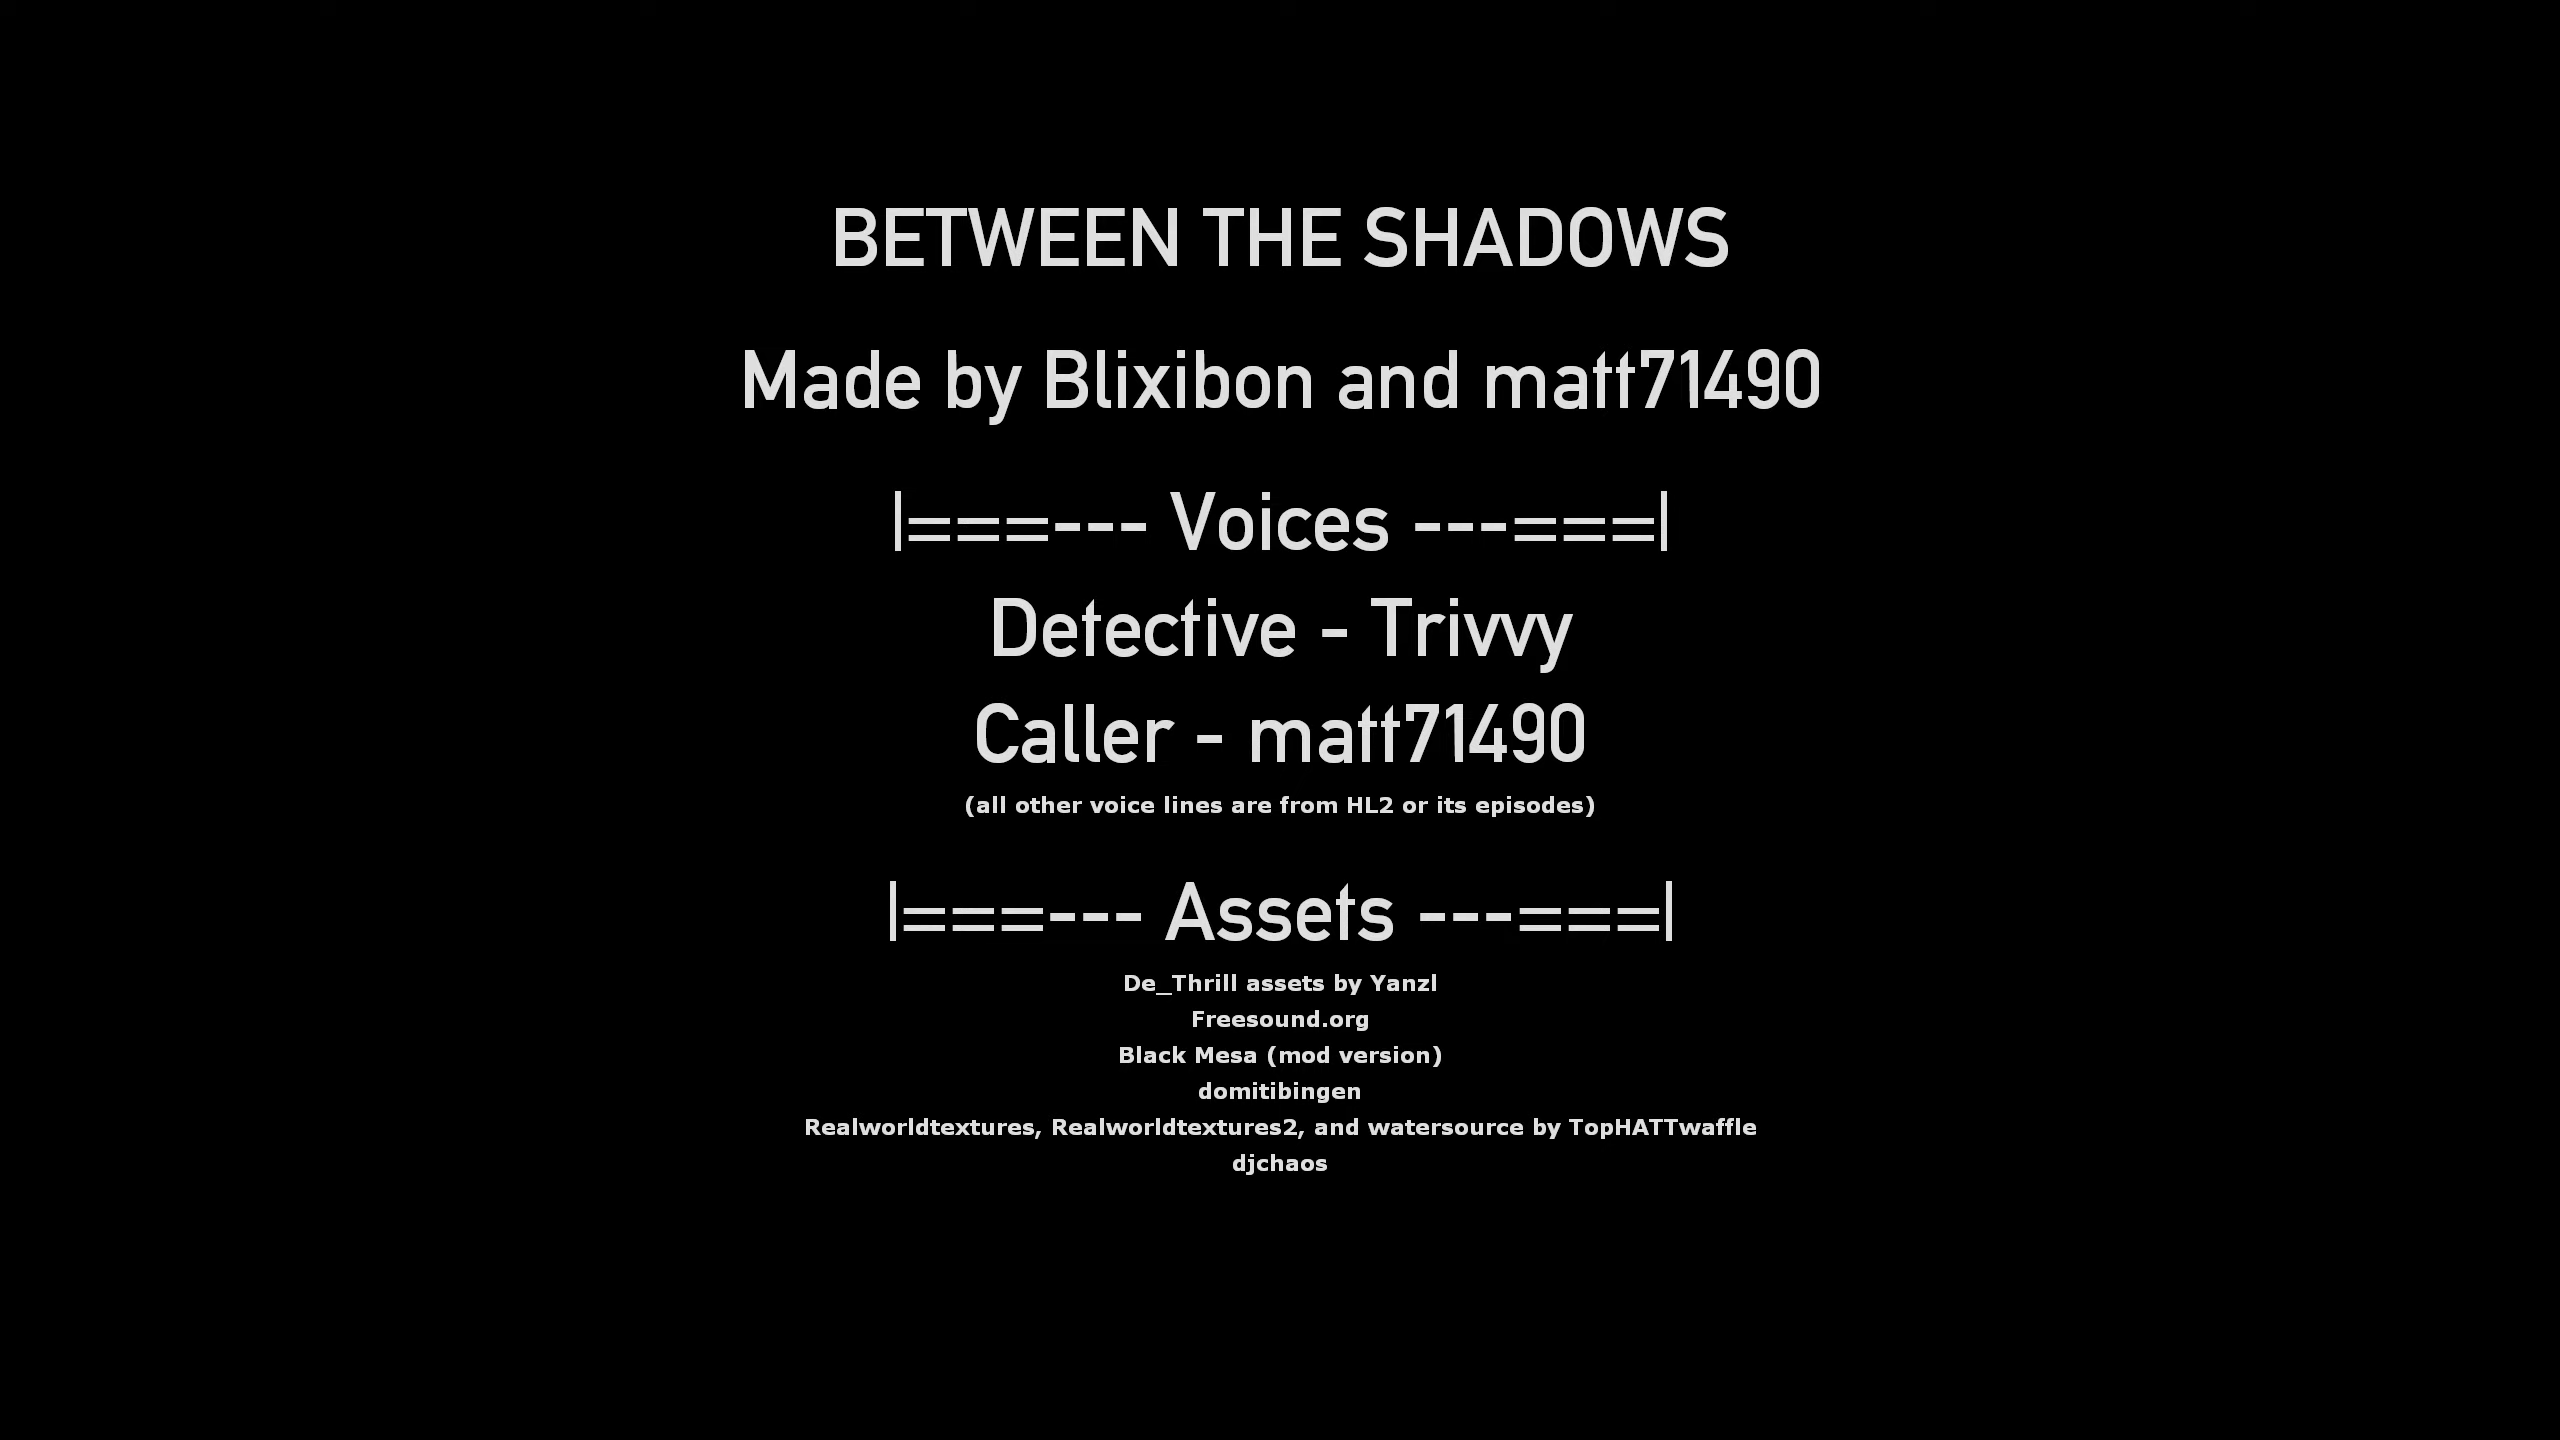 BETWEEN THE SHADOWS
Made by Blixibon and matt71490
|===--- Voices ---===|
Detective - Trivvy
Caller - matt71490
(all other voice lines are from HL2 or its episodes)
|===--- Assets ---===|
De_Thrill assets by Yanzl
Freesound.org
Black Mesa (mod version)
domitibingen
Realworldtextures, Realworldtextures2, and watersource by TopHATTwaffle
djchaos